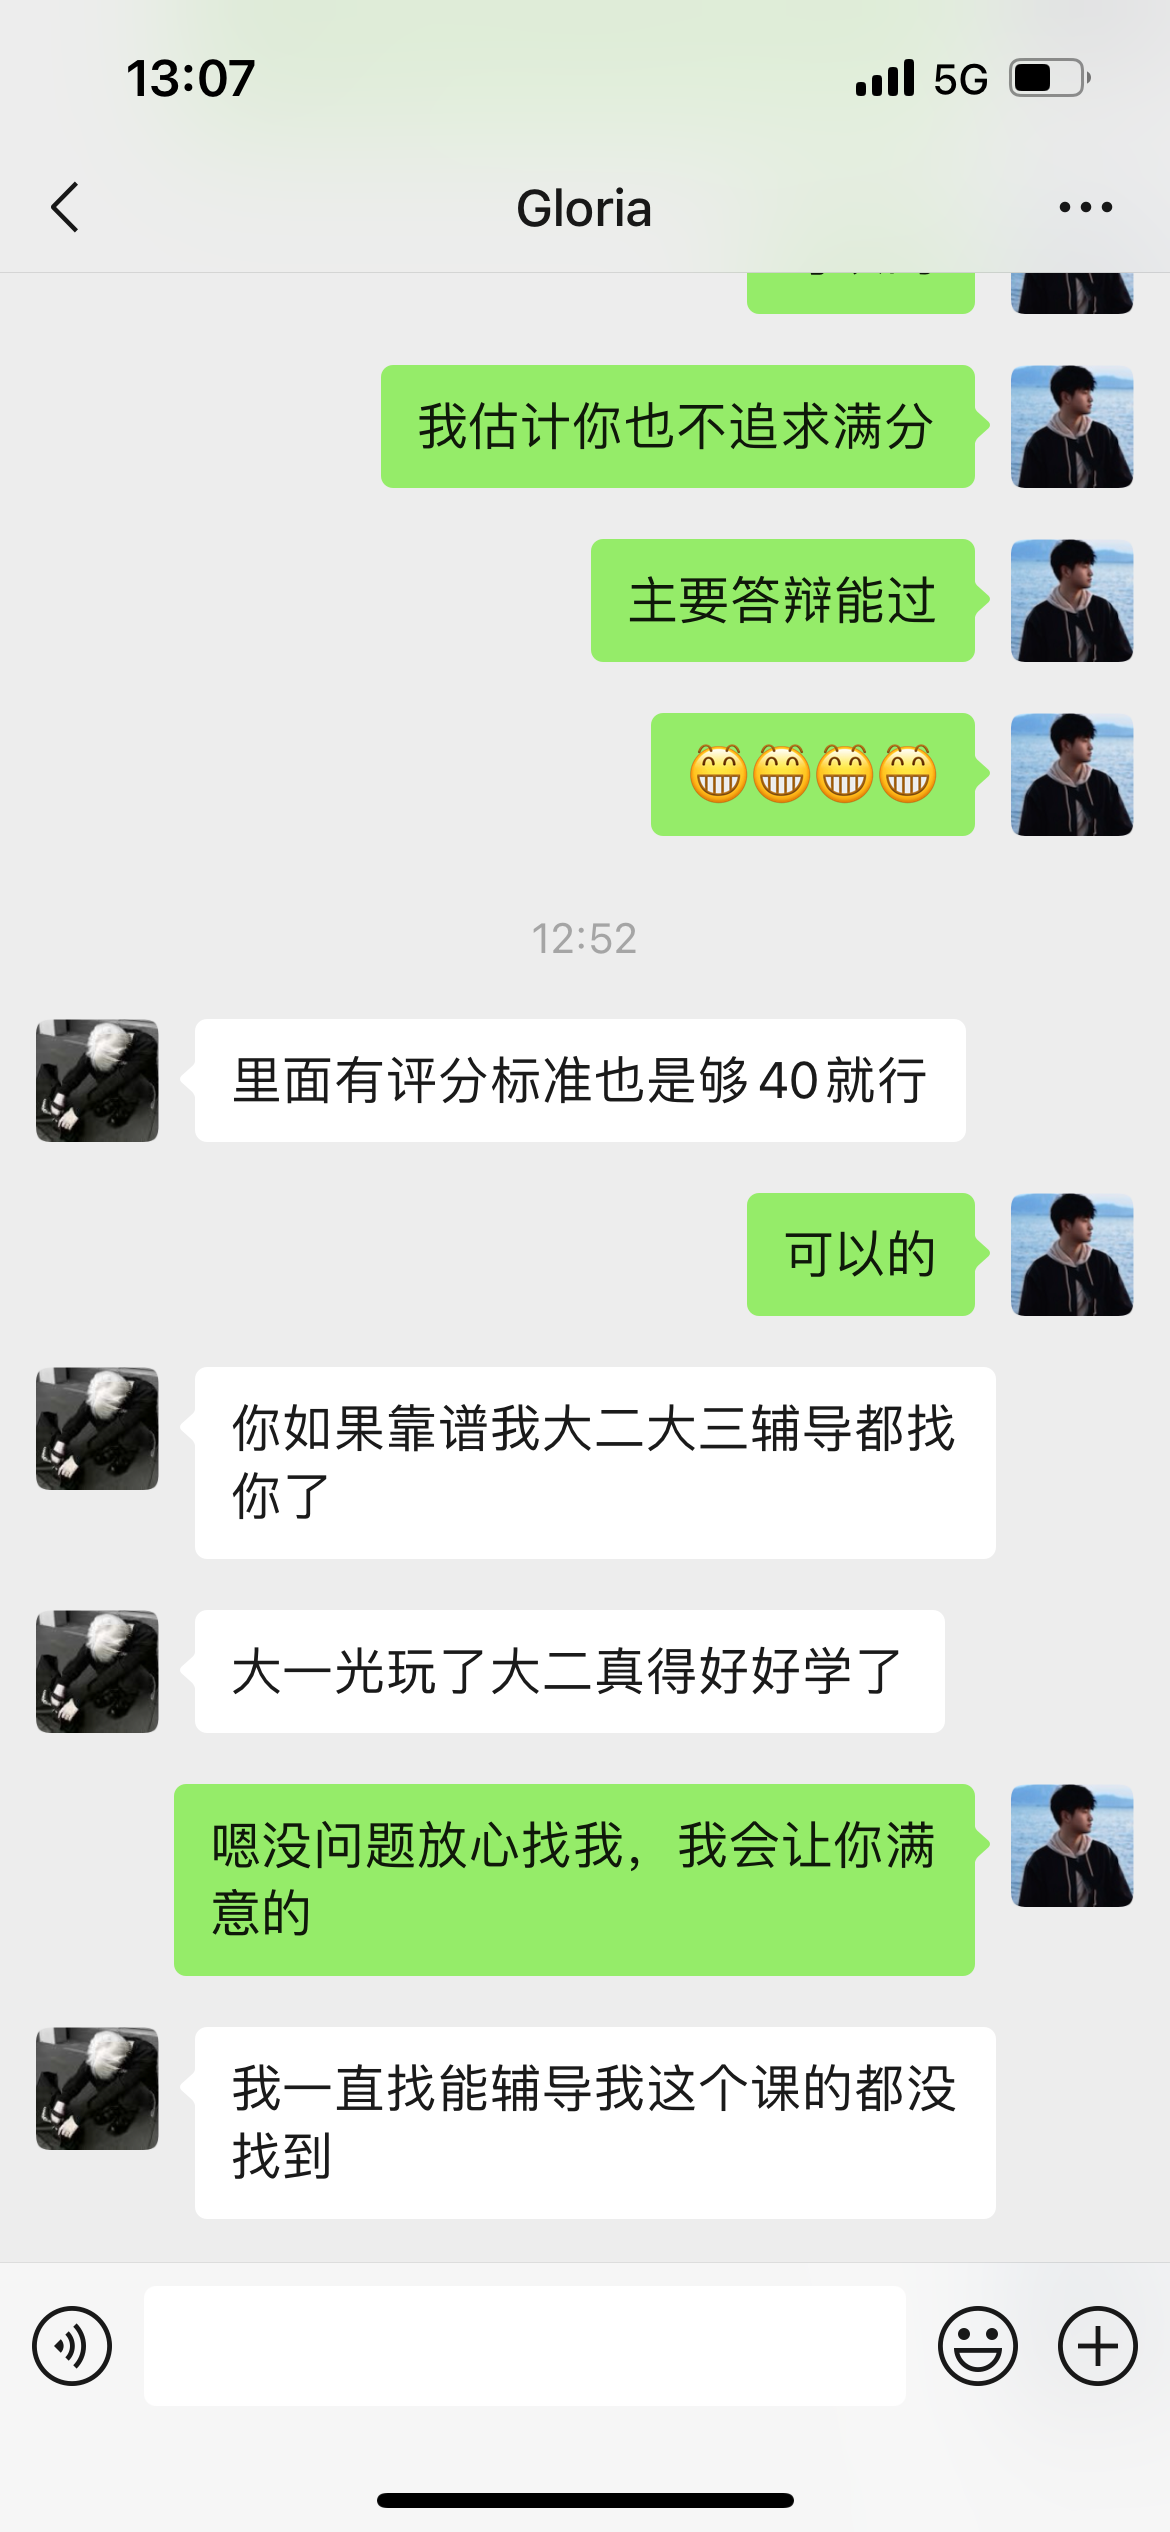 13:07
5G
Gloria
我估计你也不追求满分
主要答辩能过
😁😁😁😁
12:52
里面有评分标准也是够40就行
可以的
你如果靠谱我大二大三辅导都找
你了
大一光玩了大二真得好好学了
嗯没问题放心找我，我会让你满
意的
我一直找能辅导我这个课的都没
找到